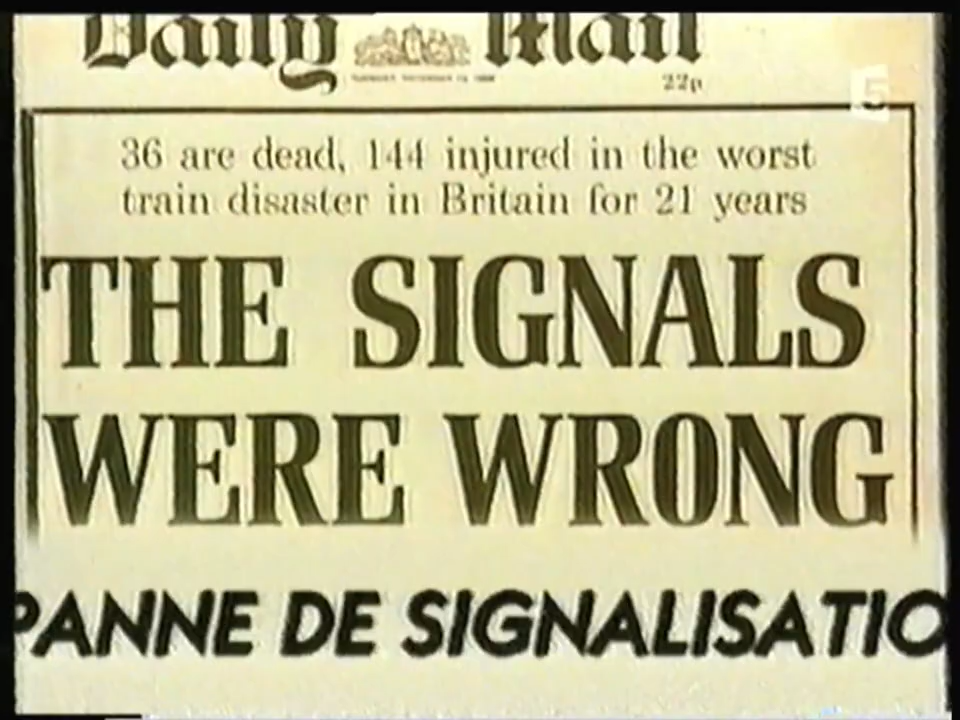 Daily Mail
22p
5
36 are dead, 144 injured in the worst
train disaster in Britain for 21 years
THE SIGNALS
WERE WRONG
PANNE DE SIGNALISATIO